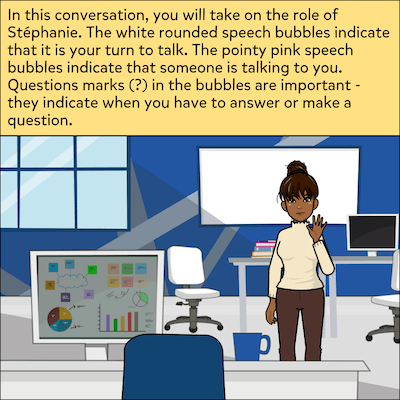 In this conversation, you will take on the role of
Stéphanie. The white rounded speech bubbles indicate
that it is your turn to talk. The pointy pink speech
bubbles indicate that someone is talking to you.
Questions marks (?) in the bubbles are important -
they indicate when you have to answer or make a
question.